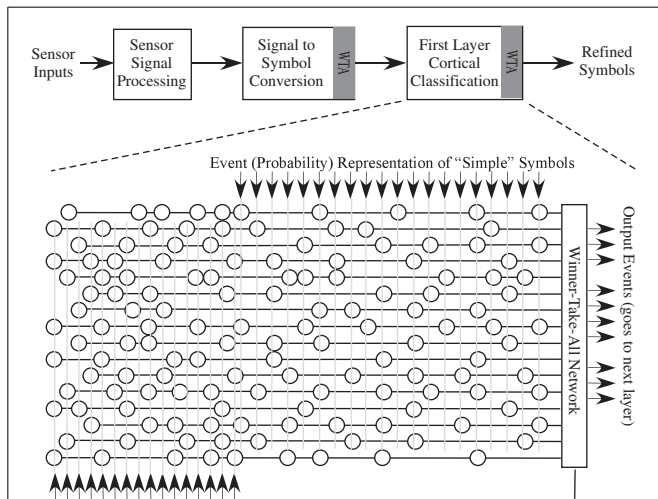 Sensor
Inputs
Sensor
Signal
Processing
Signal to
Symbol
Conversion
WTA
First Layer
Cortical
Classification
WTA
Refined
Symbols
Event (Probability) Representation of “Simple” Symbols
Winner-Take-All Network
Output Events (goes to next layer)